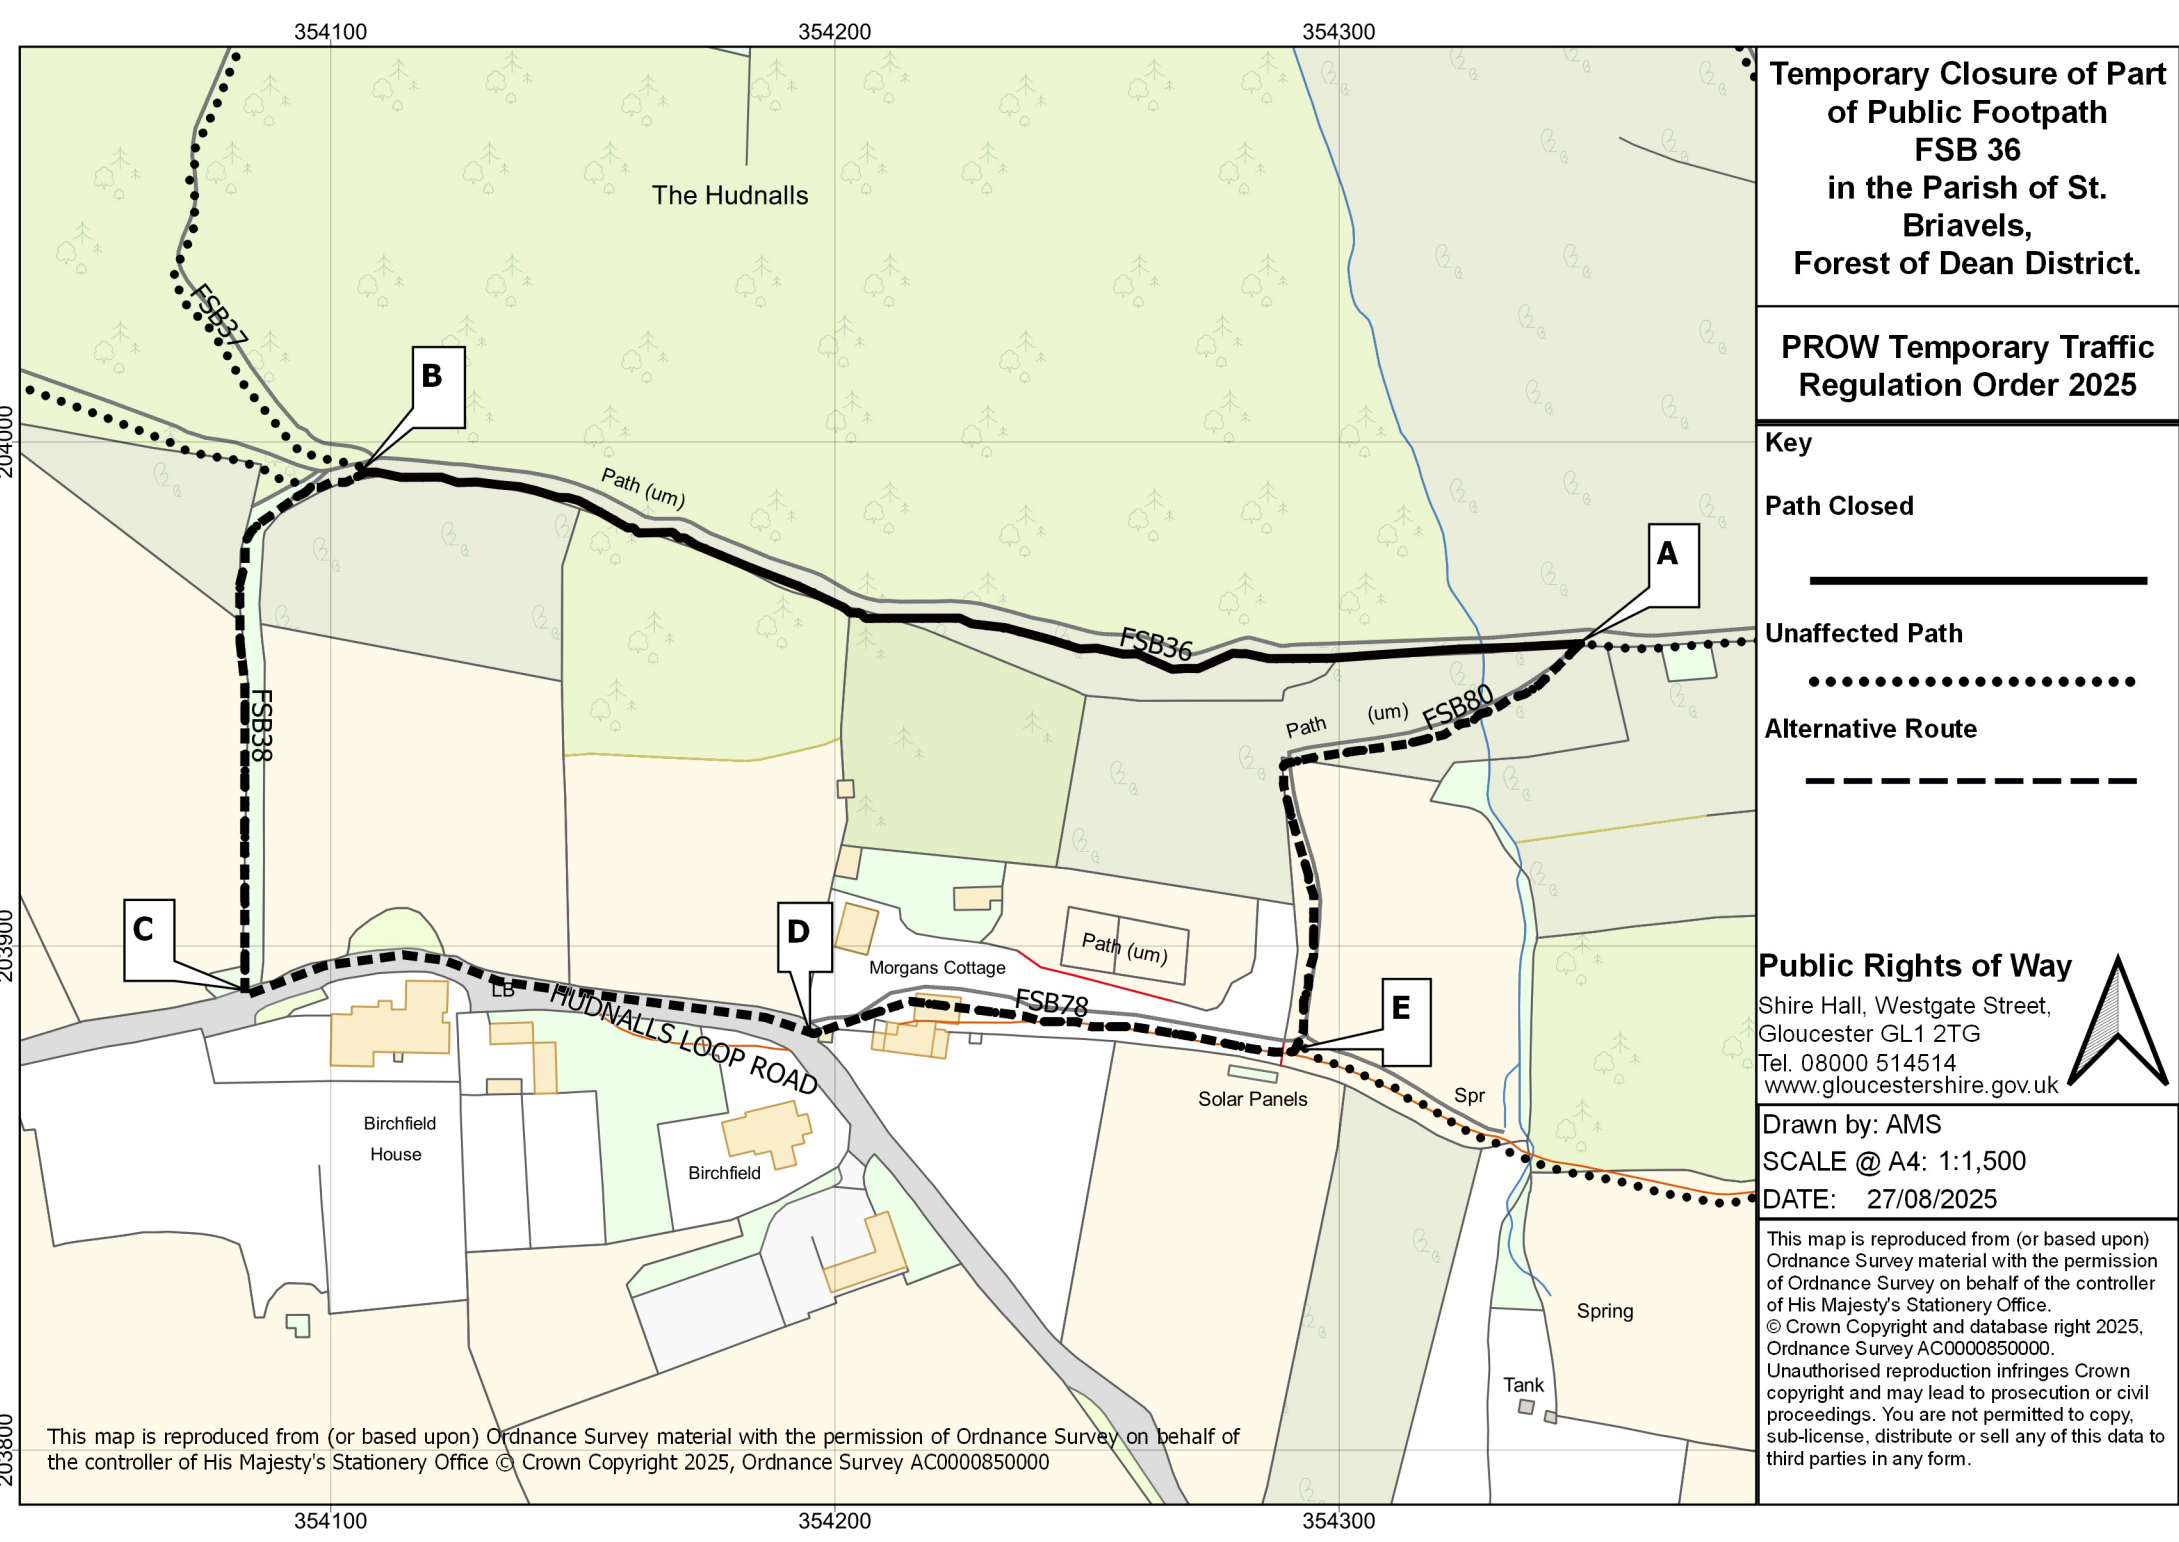 354100
354200
354300
Temporary Closure of Part
of Public Footpath
FSB 36
in the Parish of St.
Briavels,
Forest of Dean District.
PROW Temporary Traffic
Regulation Order 2025
Key
Path Closed
Unaffected Path
Alternative Route
The Hudnalls
FSB37
B
204000
Path (um)
A
FSB36
FSB80
Path (um)
FSB38
C
D
203900
Morgans Cottage
Path (um)
FSB78
E
LB
HUDNALLS LOOP ROAD
Solar Panels
Spr
Birchfield
House
Birchfield
Spring
Tank
203800
This map is reproduced from (or based upon) Ordnance Survey material with the permission of Ordnance Survey on behalf of
the controller of His Majesty's Stationery Office © Crown Copyright 2025, Ordnance Survey AC0000850000
354100
354200
354300
Public Rights of Way
Shire Hall, Westgate Street,
Gloucester GL1 2TG
Tel. 08000 514514
www.gloucestershire.gov.uk
Drawn by: AMS
SCALE @ A4: 1:1,500
DATE: 27/08/2025
This map is reproduced from (or based upon)
Ordnance Survey material with the permission
of Ordnance Survey on behalf of the controller
of His Majesty's Stationery Office.
© Crown Copyright and database right 2025,
Ordnance Survey AC0000850000.
Unauthorised reproduction infringes Crown
copyright and may lead to prosecution or civil
proceedings. You are not permitted to copy,
sub-license, distribute or sell any of this data to
third parties in any form.